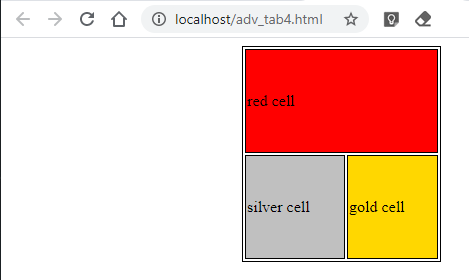 localhost/adv_tab4.html
red cell
silver cell
gold cell